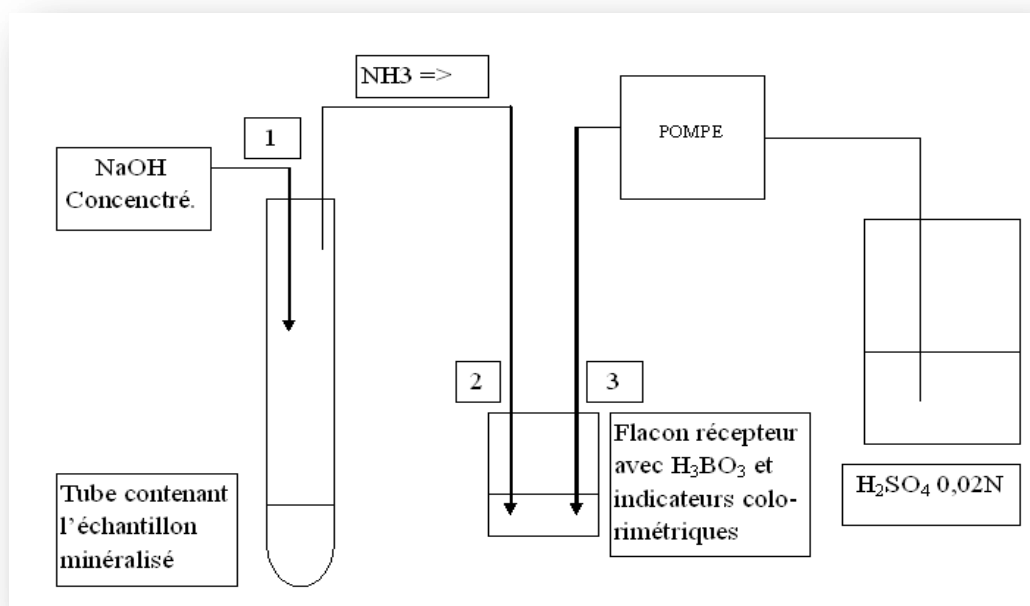 NH3 =>
1
NaOH
Concenctré.
POMPE
2
3
Flacon récepteur
avec H₃BO₃ et
indicateurs colo-
rimétriques
H₂SO₄ 0,02N
Tube contenant
l’échantillon
minéralisé